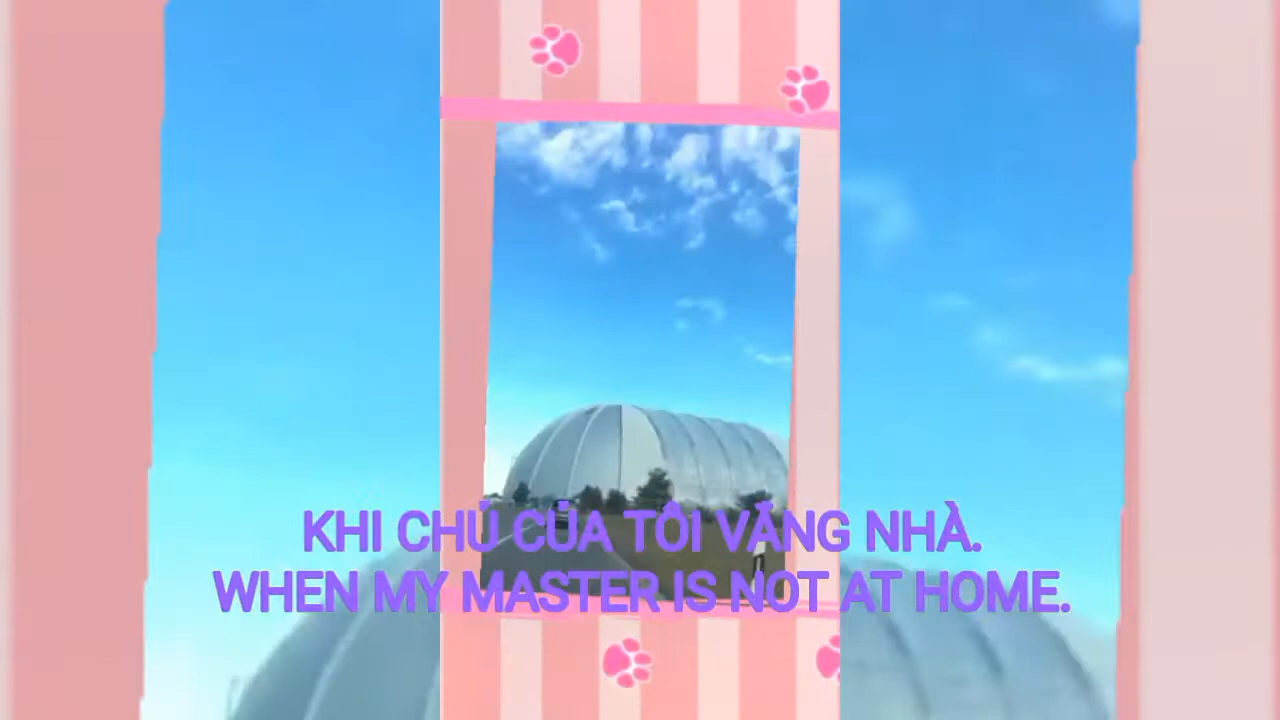 KHI CHỦ CỦA TÔI VẮNG NHÀ.
WHEN MY MASTER IS NOT AT HOME.